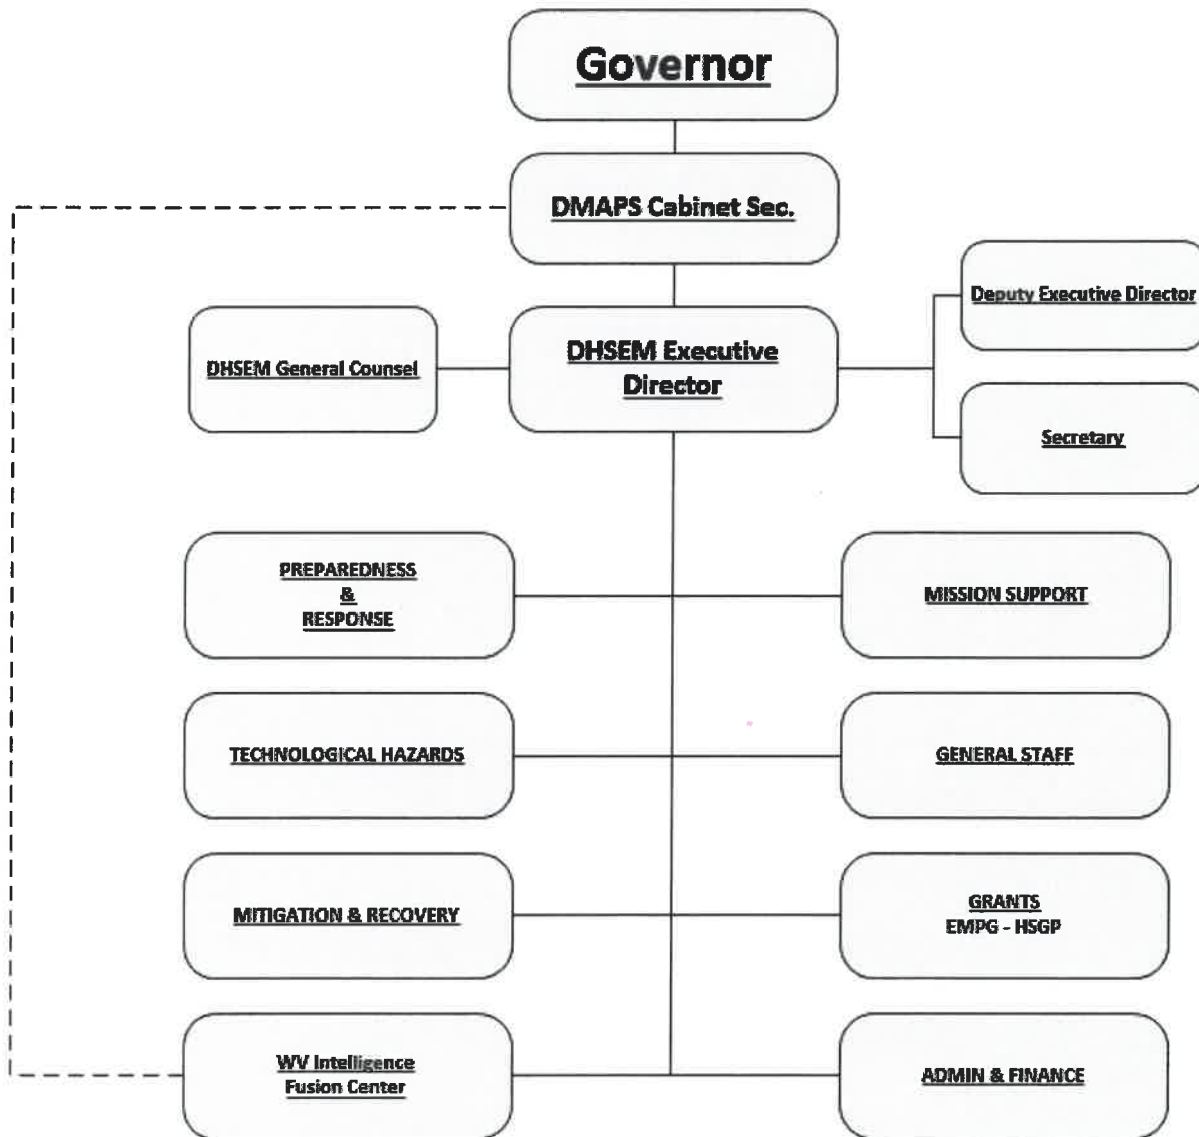 Governor
DMAPS Cabinet Sec.
Deputy Executive Director
DHSEM General Counsel
DHSEM Executive
Director
Secretary
PREPAREDNESS
&
RESPONSE
MISSION SUPPORT
TECHNOLOGICAL HAZARDS
GENERAL STAFF
MITIGATION & RECOVERY
GRANTS
EMPG - HSGP
WV Intelligence
Fusion Center
ADMIN & FINANCE